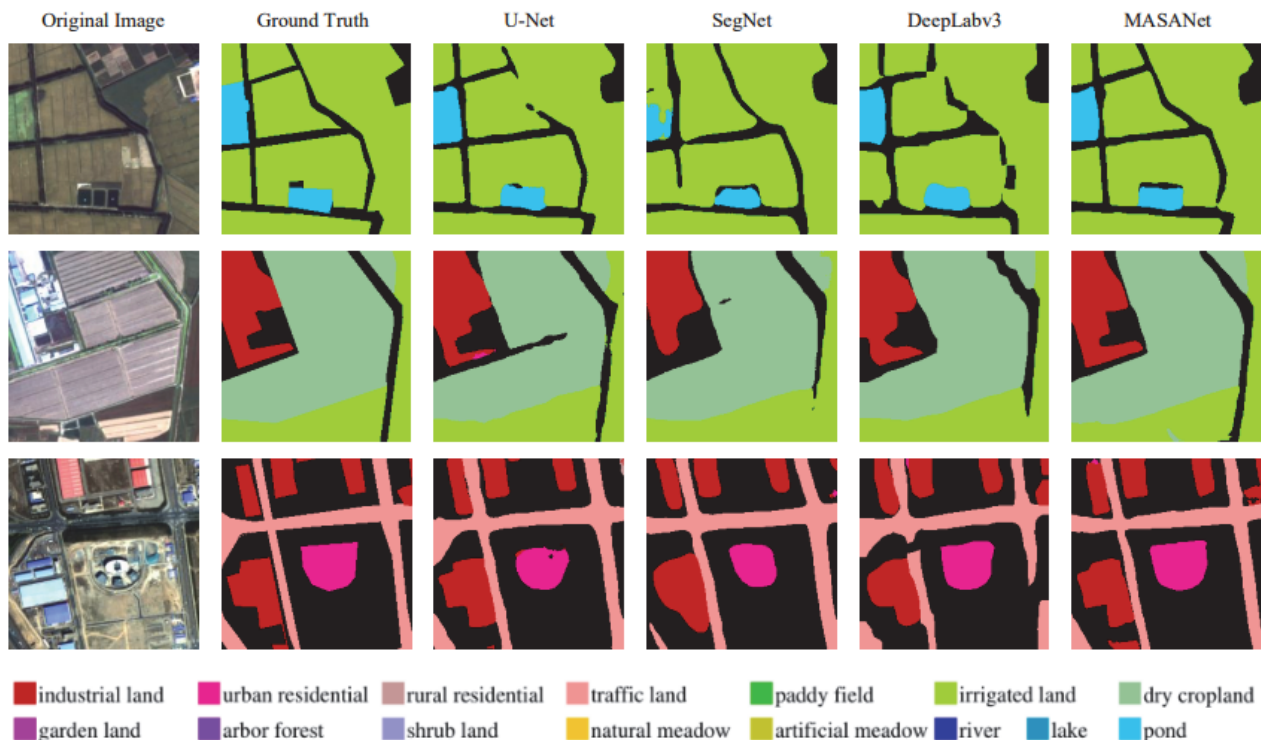 Original Image Ground Truth U-Net SegNet DeepLabv3 MASANet
industrial land urban residential rural residential traffic land paddy field irrigated land dry cropland
garden land arbor forest shrub land natural meadow artificial meadow river lake pond